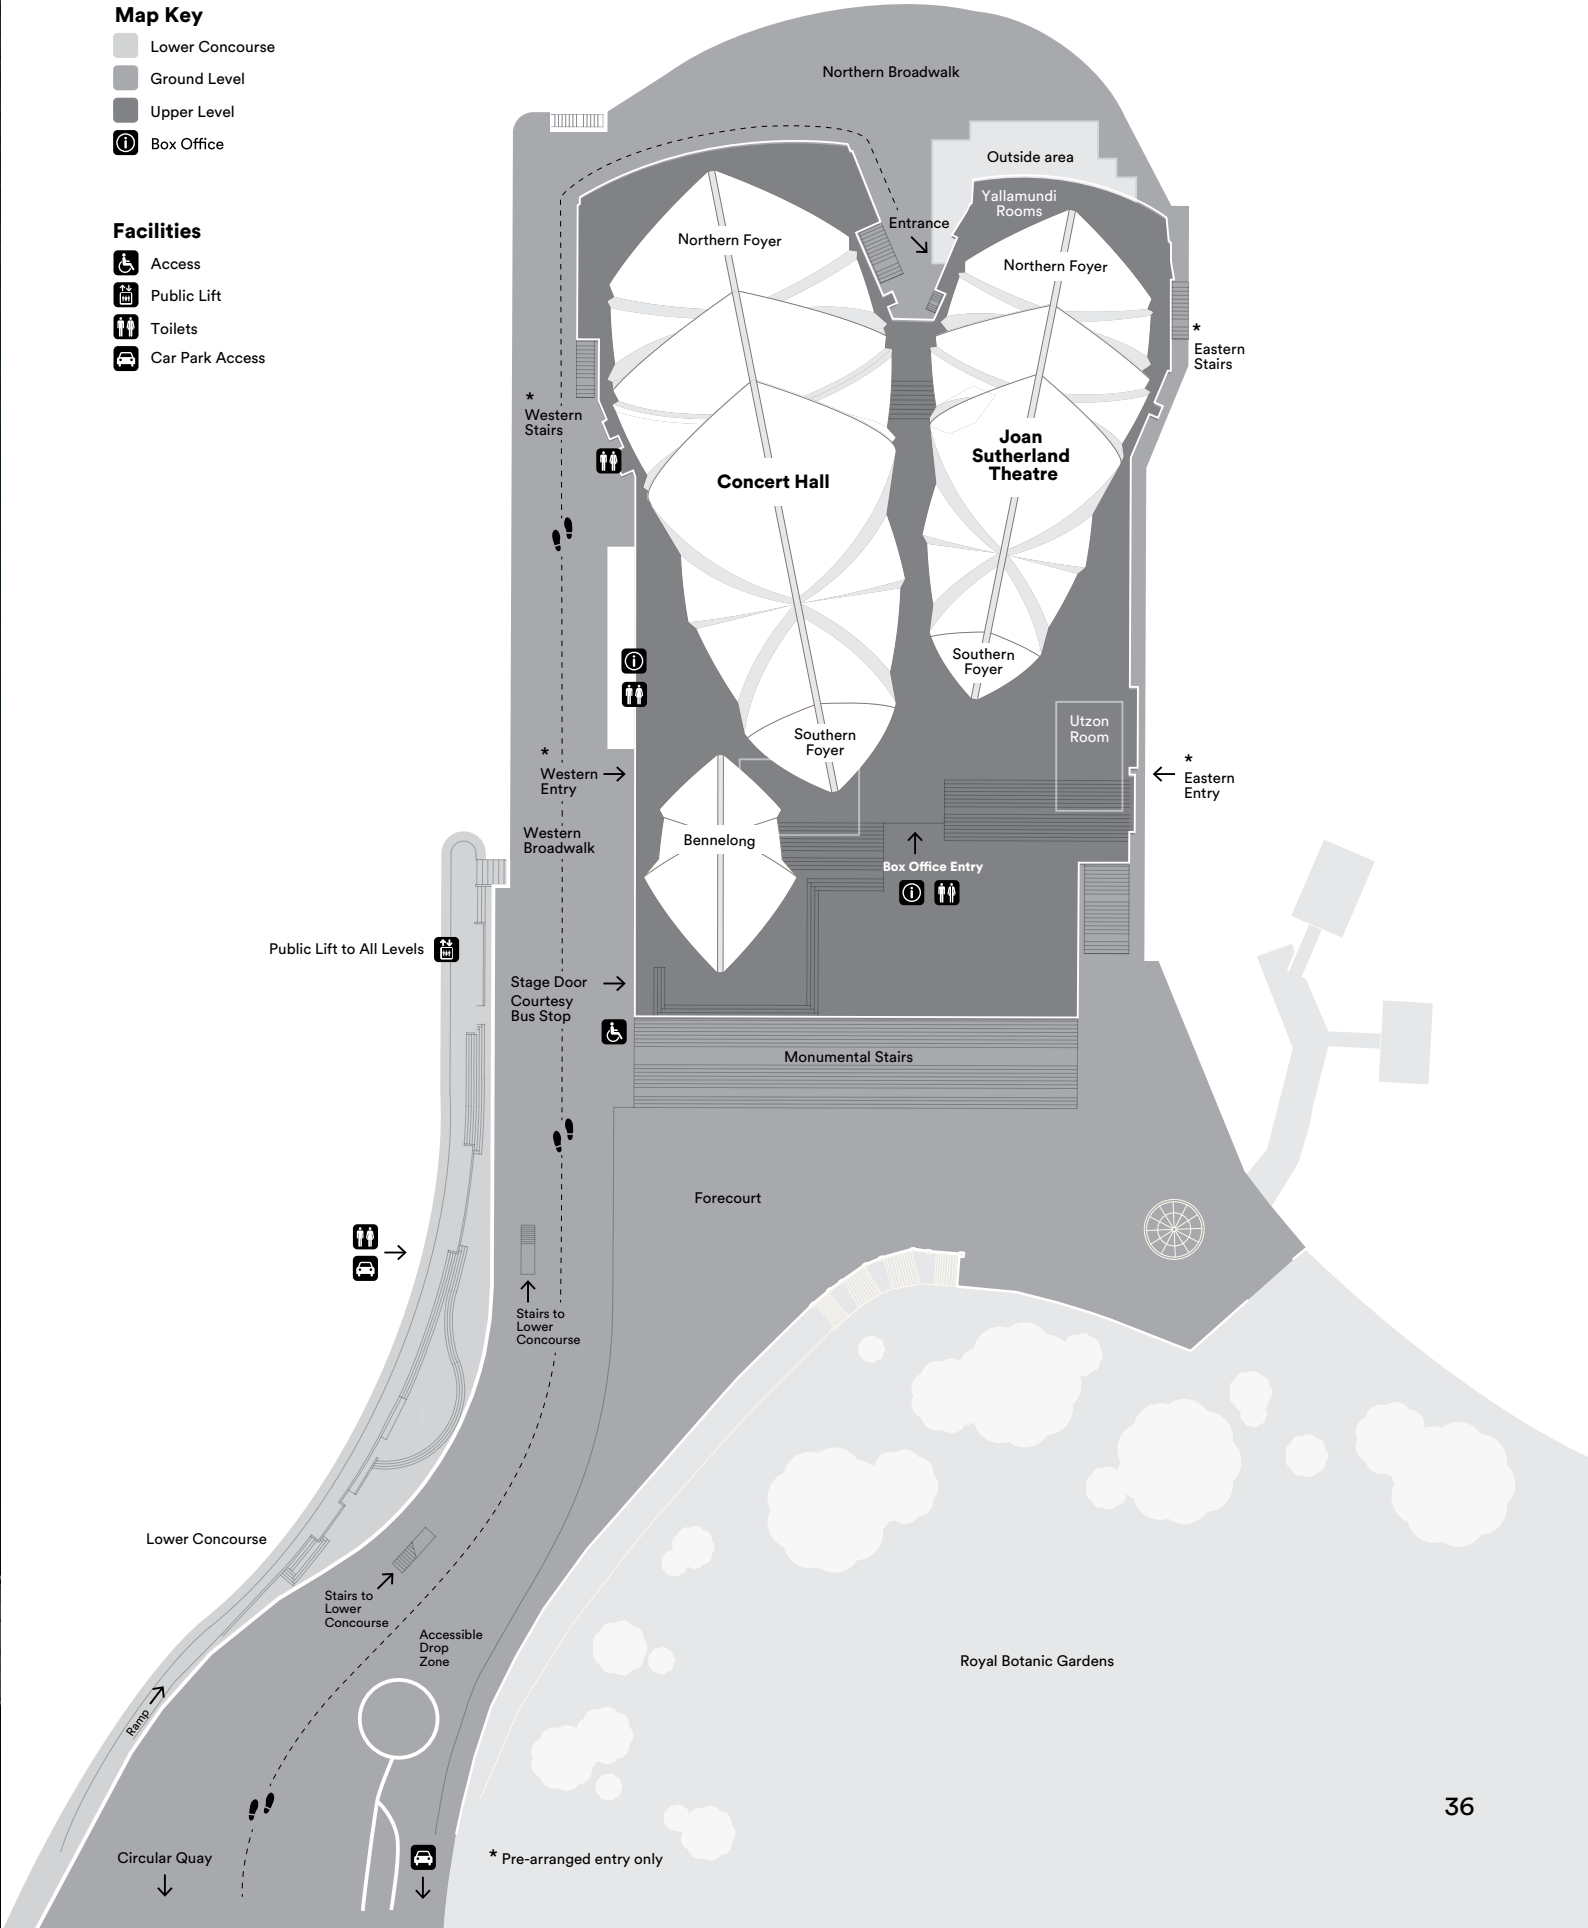 Map Key
Lower Concourse
Ground Level
Upper Level
Box Office
Facilities
Access
Public Lift
Toilets
Car Park Access
Northern Broadwalk
Outside area
Yallamundi
Rooms
Entrance
Northern Foyer
Northern Foyer
*
Eastern
Stairs
*
Western
Stairs
Joan
Sutherland
Theatre
Concert Hall
Southern
Foyer
Utzon
Room
Southern
Foyer
*
Western
Entry
*
Eastern
Entry
Western
Broadwalk
Bennelong
Box Office Entry
Public Lift to All Levels
Stage Door
Courtesy
Bus Stop
Monumental Stairs
Forecourt
Stairs to
Lower
Concourse
Lower Concourse
Stairs to
Lower
Concourse
Accessible
Drop
Zone
Royal Botanic Gardens
Ramp
36
Circular Quay
* Pre-arranged entry only